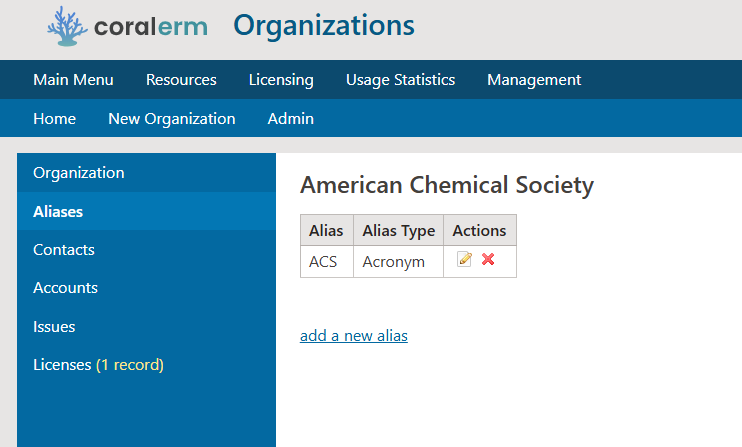 coralerm Organizations
Main Menu Resources Licensing Usage Statistics Management
Home New Organization Admin
Organization
Aliases
Contacts
Accounts
Issues
Licenses (1 record)
American Chemical Society
Alias Alias Type Actions
ACS Acronym
add a new alias